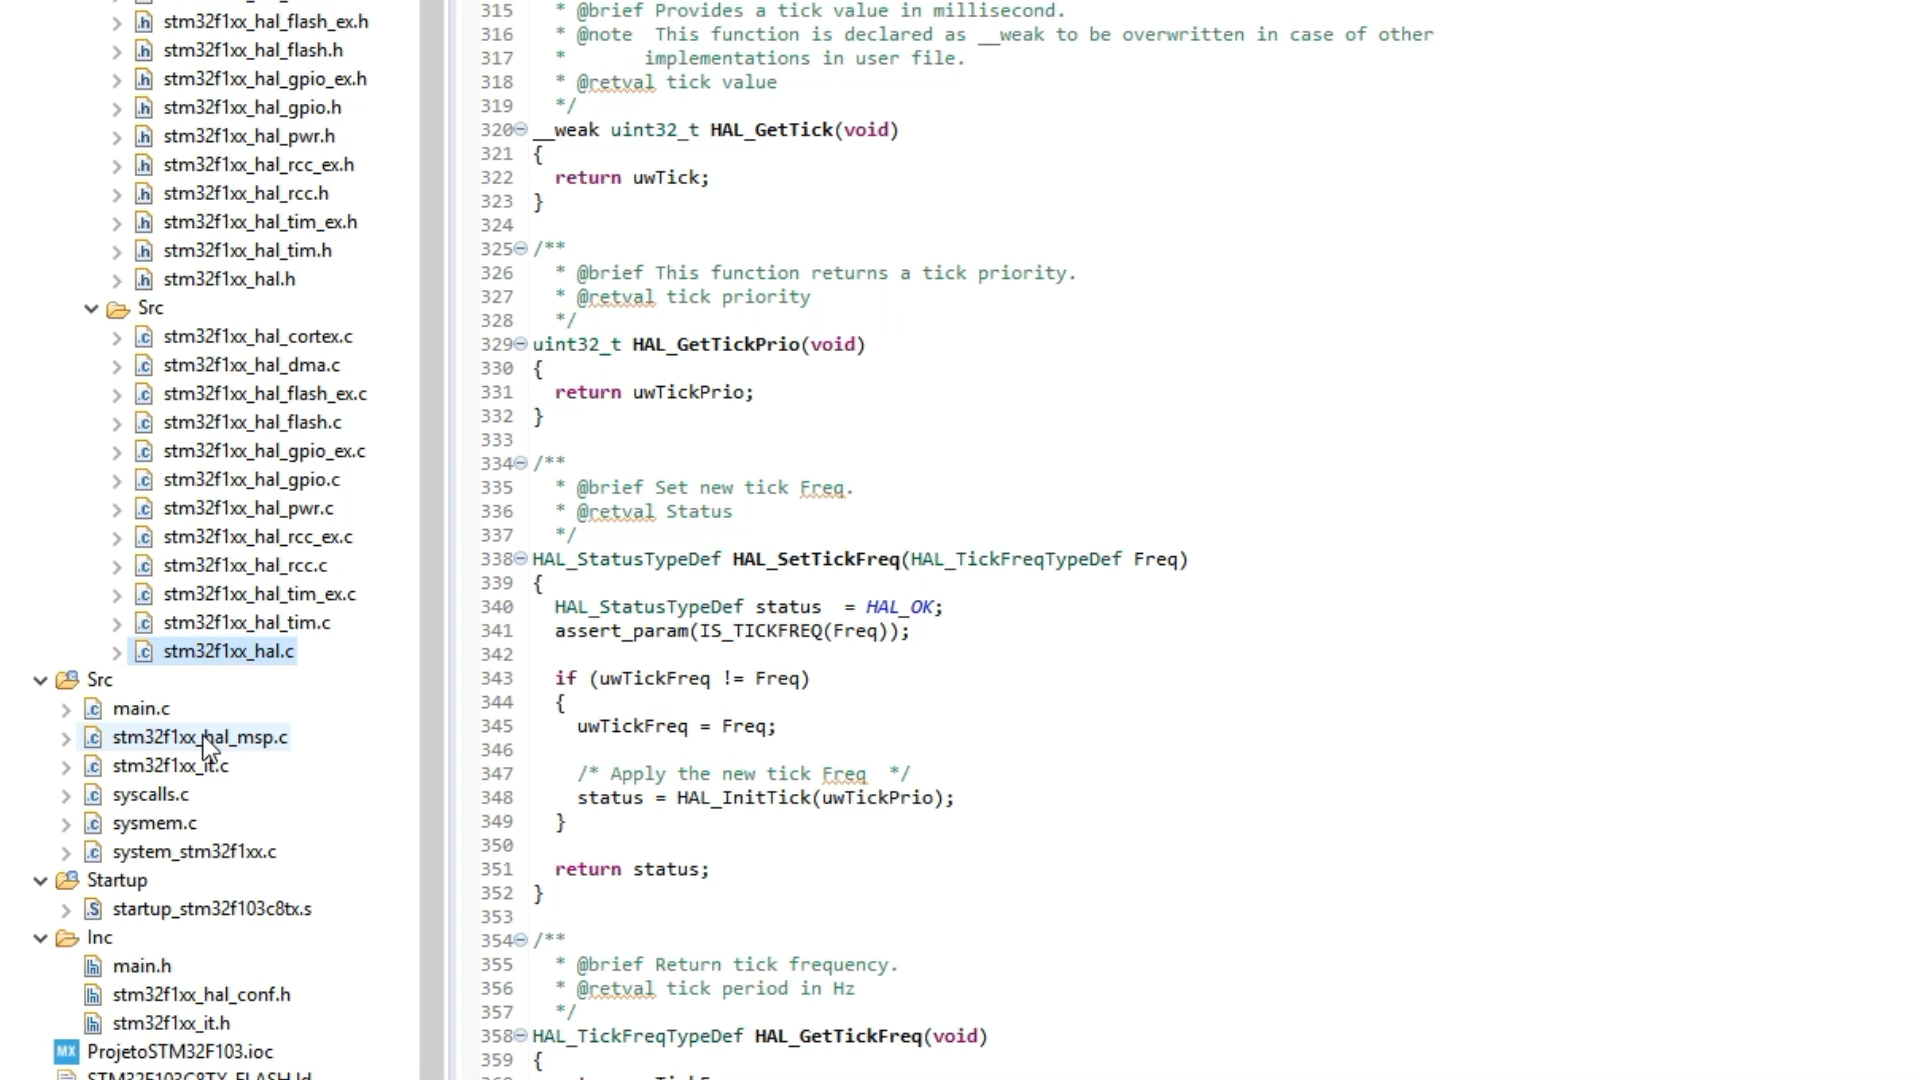 stm32f1xx_hal_flash_ex.h
stm32f1xx_hal_flash.h
stm32f1xx_hal_gpio_ex.h
stm32f1xx_hal_gpio.h
stm32f1xx_hal_pwr.h
stm32f1xx_hal_rcc_ex.h
stm32f1xx_hal_rcc.h
stm32f1xx_hal_tim_ex.h
stm32f1xx_hal_tim.h
stm32f1xx_hal.h
Src
stm32f1xx_hal_cortex.c
stm32f1xx_hal_dma.c
stm32f1xx_hal_flash_ex.c
stm32f1xx_hal_flash.c
stm32f1xx_hal_gpio_ex.c
stm32f1xx_hal_gpio.c
stm32f1xx_hal_pwr.c
stm32f1xx_hal_rcc_ex.c
stm32f1xx_hal_rcc.c
stm32f1xx_hal_tim_ex.c
stm32f1xx_hal_tim.c
stm32f1xx_hal.c
Src
main.c
stm32f1xx_hal_msp.c
stm32f1xx_it.c
syscalls.c
sysmem.c
system_stm32f1xx.c
Startup
startup_stm32f103c8tx.s
Inc
main.h
stm32f1xx_hal_conf.h
stm32f1xx_it.h
MX ProjetoSTM32F103.ioc
STM32F103C8TX_FLASH.ld
315 * @brief Provides a tick value in millisecond.
316 * @note  This function is declared as __weak to be overwritten in case of other
317 *       implementations in user file.
318 * @retval tick value
319 */
320 __weak uint32_t HAL_GetTick(void)
321 {
322   return uwTick;
323 }
324
325 /**
326 * @brief This function returns a tick priority.
327 * @retval tick priority
328 */
329 uint32_t HAL_GetTickPrio(void)
330 {
331   return uwTickPrio;
332 }
333
334 /**
335 * @brief Set new tick Freq.
336 * @retval Status
337 */
338 HAL_StatusTypeDef HAL_SetTickFreq(HAL_TickFreqTypeDef Freq)
339 {
340   HAL_StatusTypeDef status  = HAL_OK;
341   assert_param(IS_TICKFREQ(Freq));
342
343   if (uwTickFreq != Freq)
344   {
345     uwTickFreq = Freq;
346
347     /* Apply the new tick Freq  */
348     status = HAL_InitTick(uwTickPrio);
349   }
350
351   return status;
352 }
353
354 /**
355 * @brief Return tick frequency.
356 * @retval tick period in Hz
357 */
358 HAL_TickFreqTypeDef HAL_GetTickFreq(void)
359 {